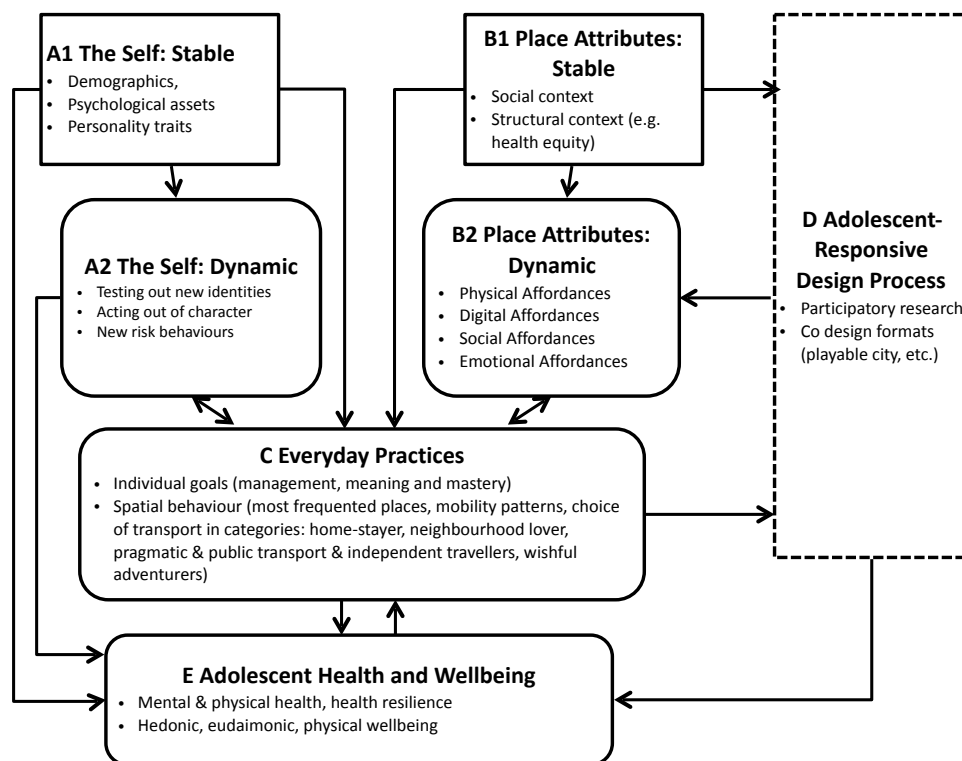 A1 The Self: Stable
• Demographics,
• Psychological assets
• Personality traits
B1 Place Attributes:
Stable
• Social context
• Structural context (e.g.
health equity)
A2 The Self: Dynamic
• Testing out new identities
• Acting out of character
• New risk behaviours
B2 Place Attributes:
Dynamic
• Physical Affordances
• Digital Affordances
• Social Affordances
• Emotional Affordances
D Adolescent-
Responsive
Design Process
• Participatory research
• Co design formats
(playable city, etc.)
C Everyday Practices
• Individual goals (management, meaning and mastery)
• Spatial behaviour (most frequented places, mobility patterns, choice
of transport in categories: home-stayer, neighbourhood lover,
pragmatic & public transport & independent travellers, wishful
adventurers)
E Adolescent Health and Wellbeing
• Mental & physical health, health resilience
• Hedonic, eudaimonic, physical wellbeing